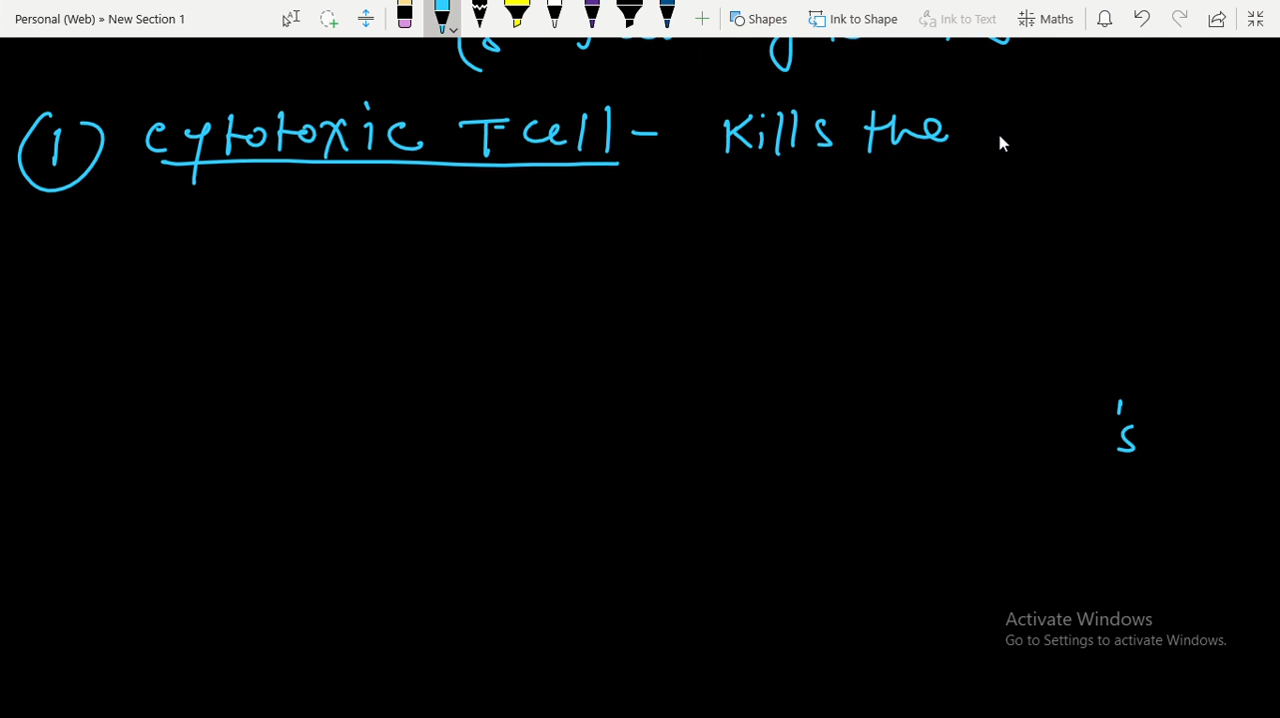 Personal (Web) » New Section 1
Shapes
Ink to Shape
Ink to Text
Maths
① cytotoxic T cell - Kills the
's
Activate Windows
Go to Settings to activate Windows.